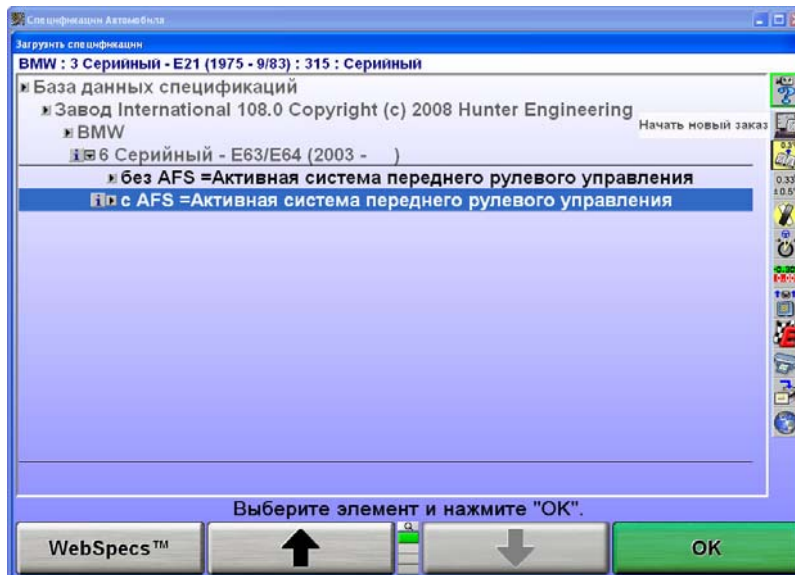 Спецификации Автомобиля
Загрузить спецификации
BMW : 3 Серийный - E21 (1975 - 9/83) : 315 : Серийный
База данных спецификаций
Завод International 108.0 Copyright (c) 2008 Hunter Engineering
Начать новый заказ
BMW
6 Серийный - E63/E64 (2003 - )
без AFS =Активная система переднего рулевого управления
с AFS =Активная система переднего рулевого управления
Выберите элемент и нажмите "OK".
WebSpecs™
OK